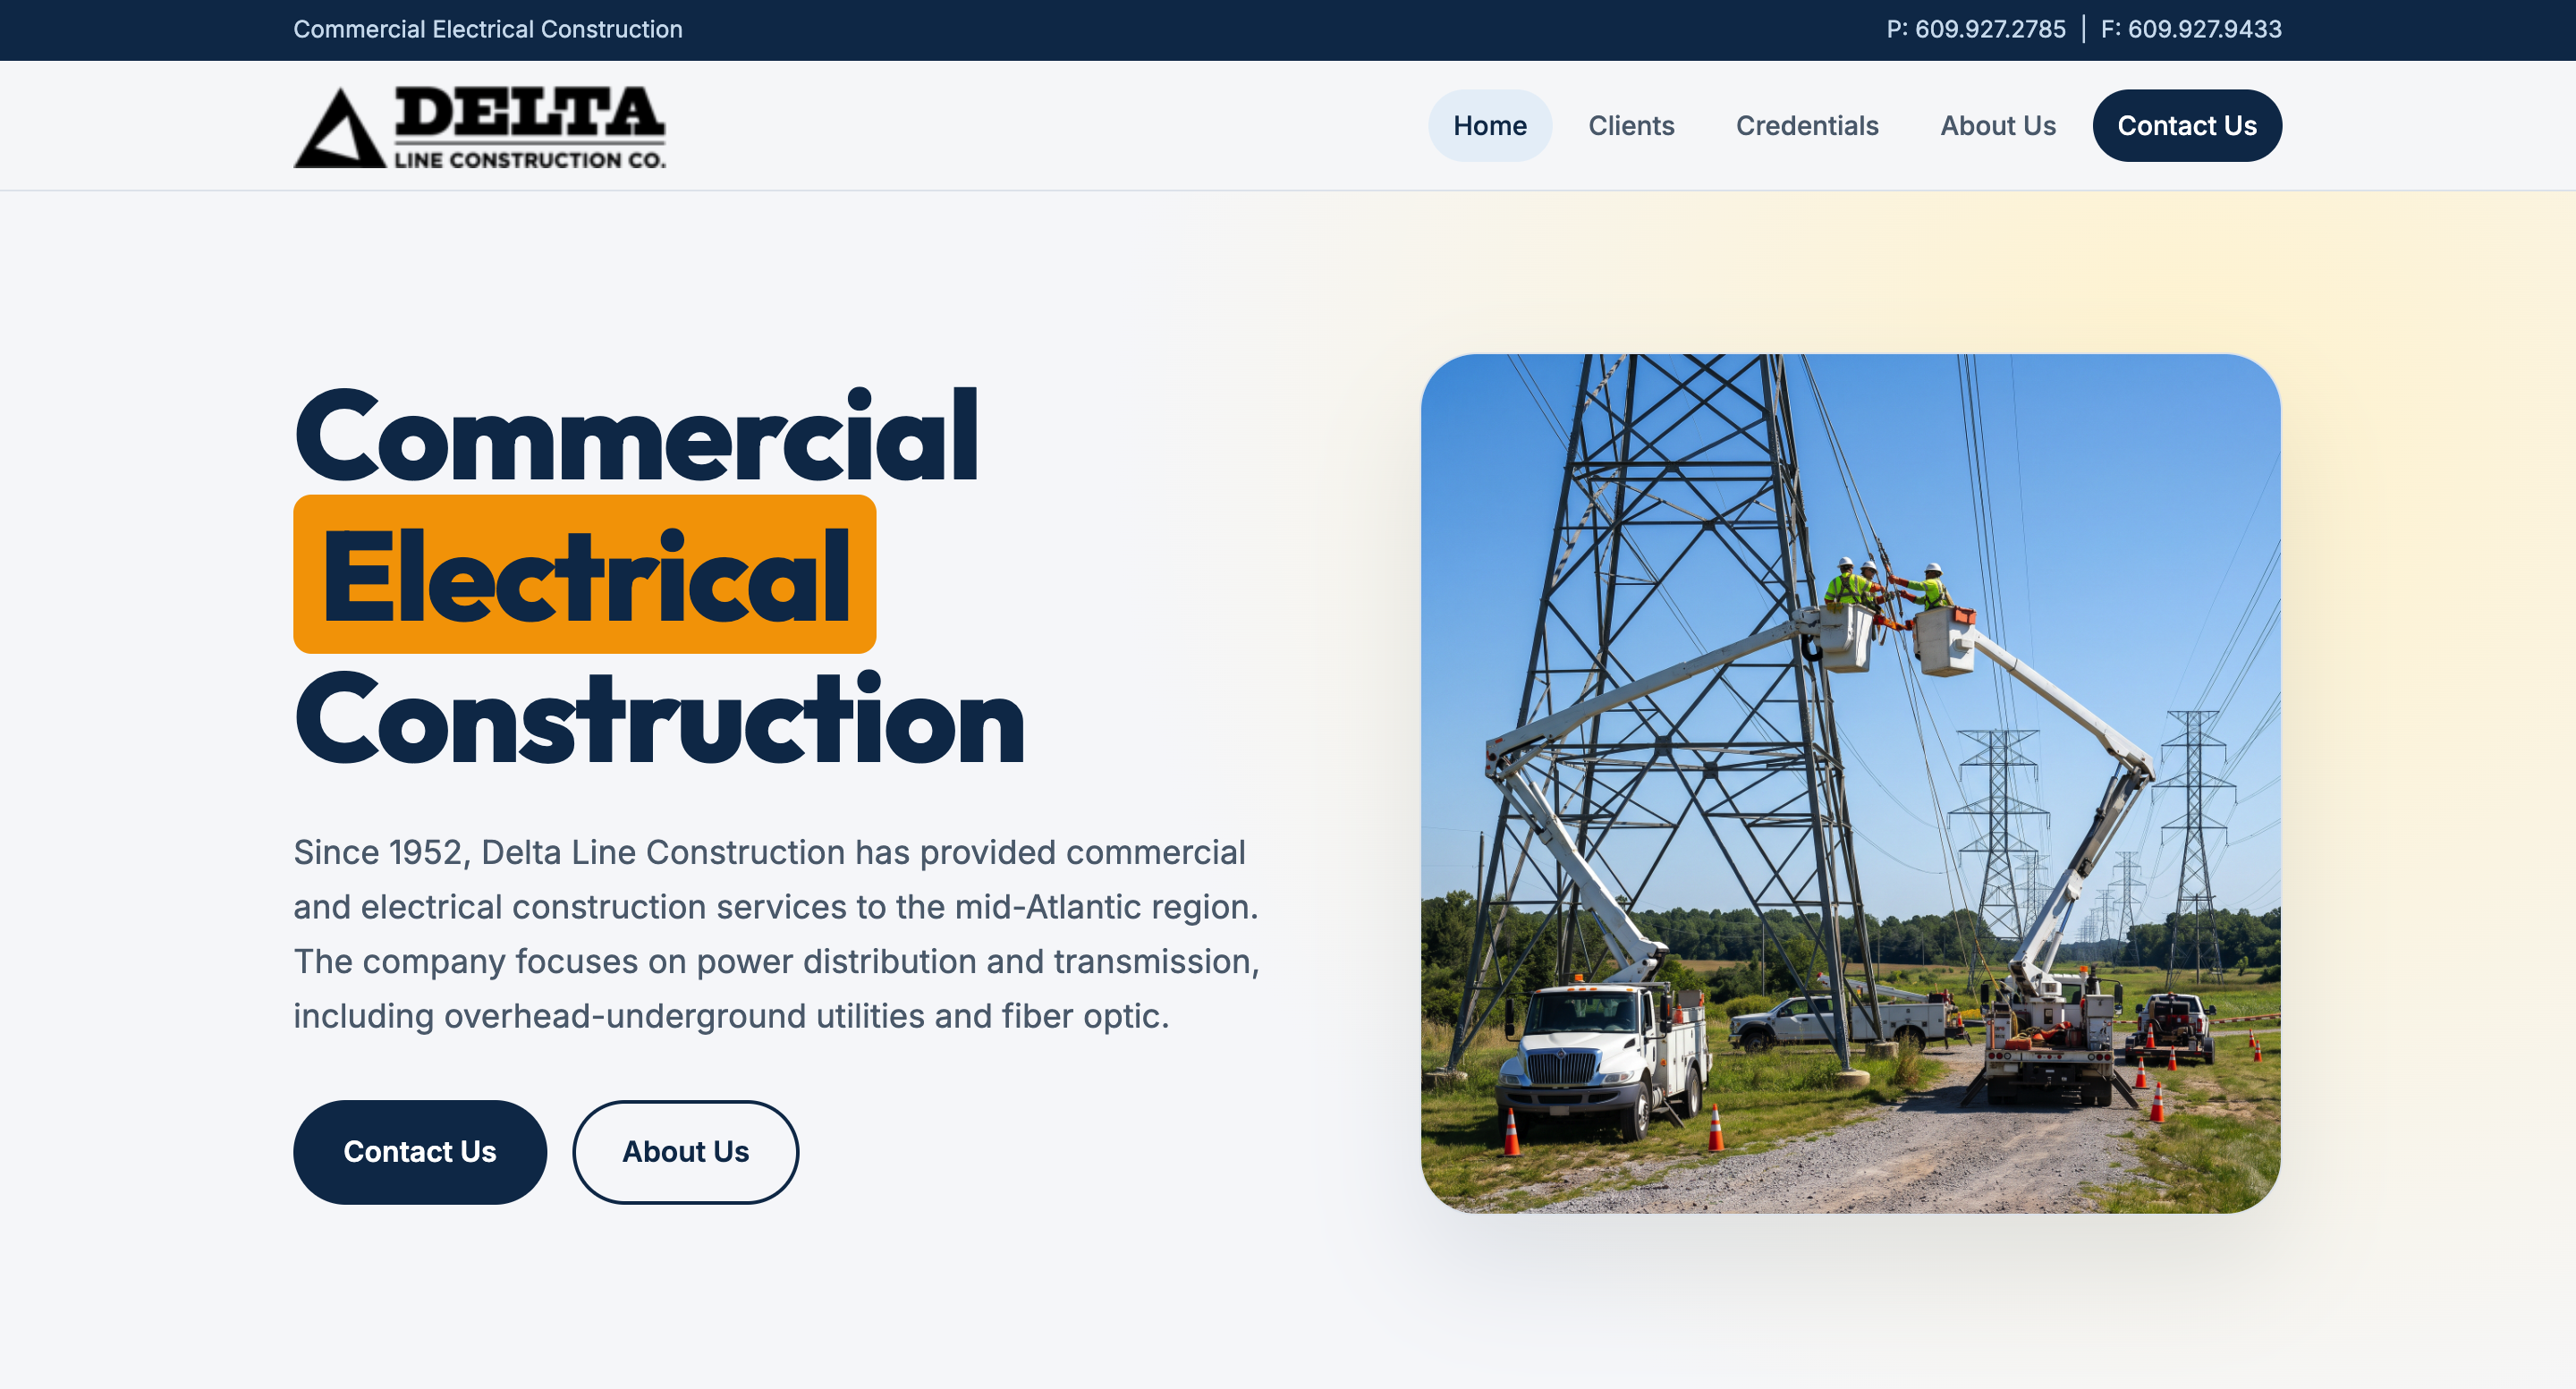 Commercial Electrical Construction
P: 609.927.2785 | F: 609.927.9433
DELTA
LINE CONSTRUCTION CO.
Home
Clients
Credentials
About Us
Contact Us
Commercial
Electrical
Construction
Since 1952, Delta Line Construction has provided commercial
and electrical construction services to the mid-Atlantic region.
The company focuses on power distribution and transmission,
including overhead-underground utilities and fiber optic.
Contact Us
About Us